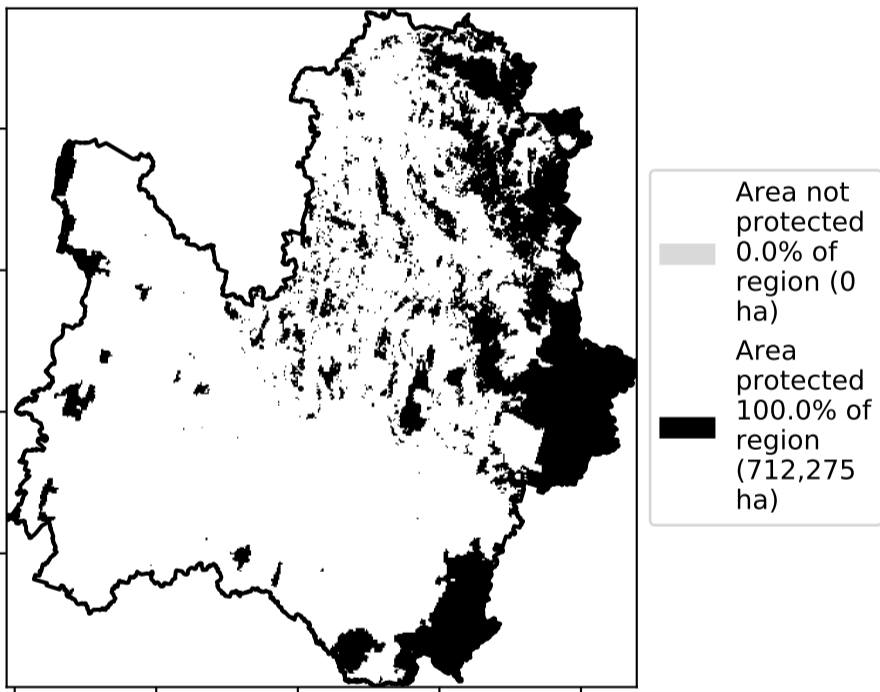 Area not
protected
0.0% of
region (0
ha)
Area
protected
100.0% of
region
(712,275
ha)